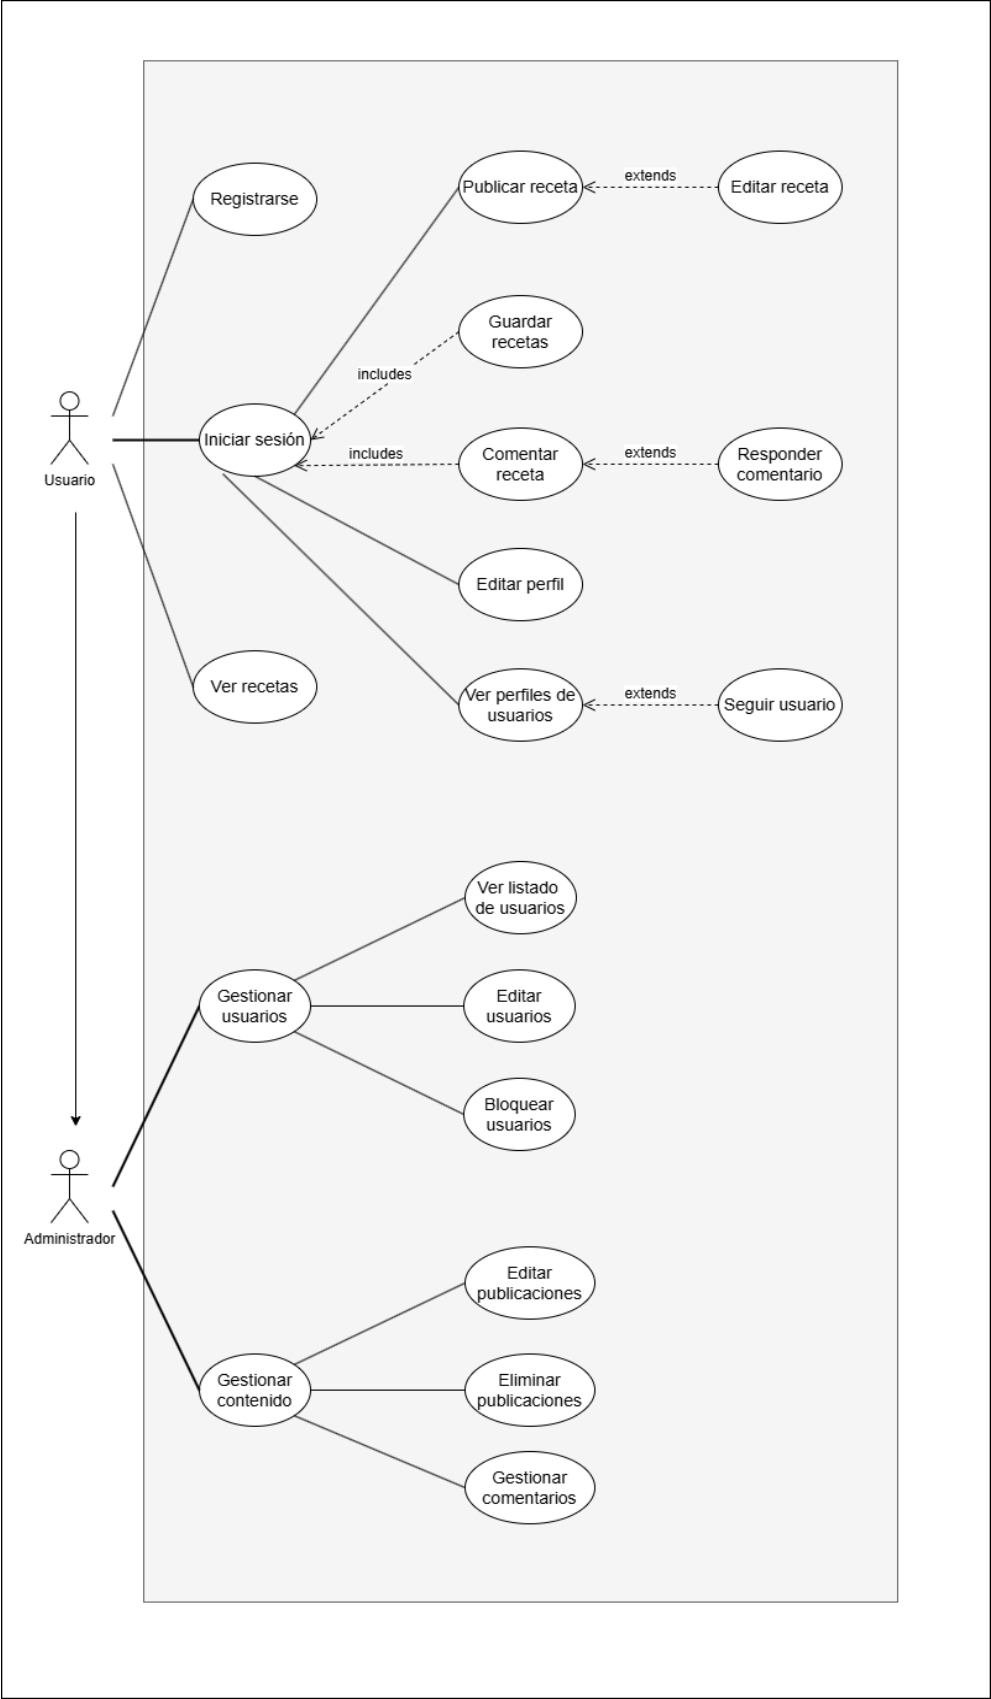 Registrarse
Publicar receta
extends
Editar receta
Guardar
recetas
includes
Usuario
Iniciar sesión
includes
Comentar
receta
extends
Responder
comentario
Editar perfil
Ver recetas
Ver perfiles de
usuarios
extends
Seguir usuario
Ver listado
de usuarios
Gestionar
usuarios
Editar
usuarios
Bloquear
usuarios
Administrador
Editar
publicaciones
Gestionar
contenido
Eliminar
publicaciones
Gestionar
comentarios